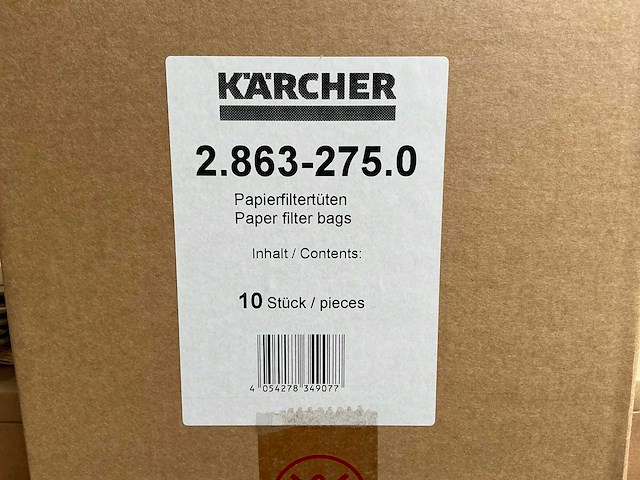 KÄRCHER
2.863-275.0
Papierfiltertüten
Paper filter bags
Inhalt / Contents:
10 Stück / pieces
4 054278 349077